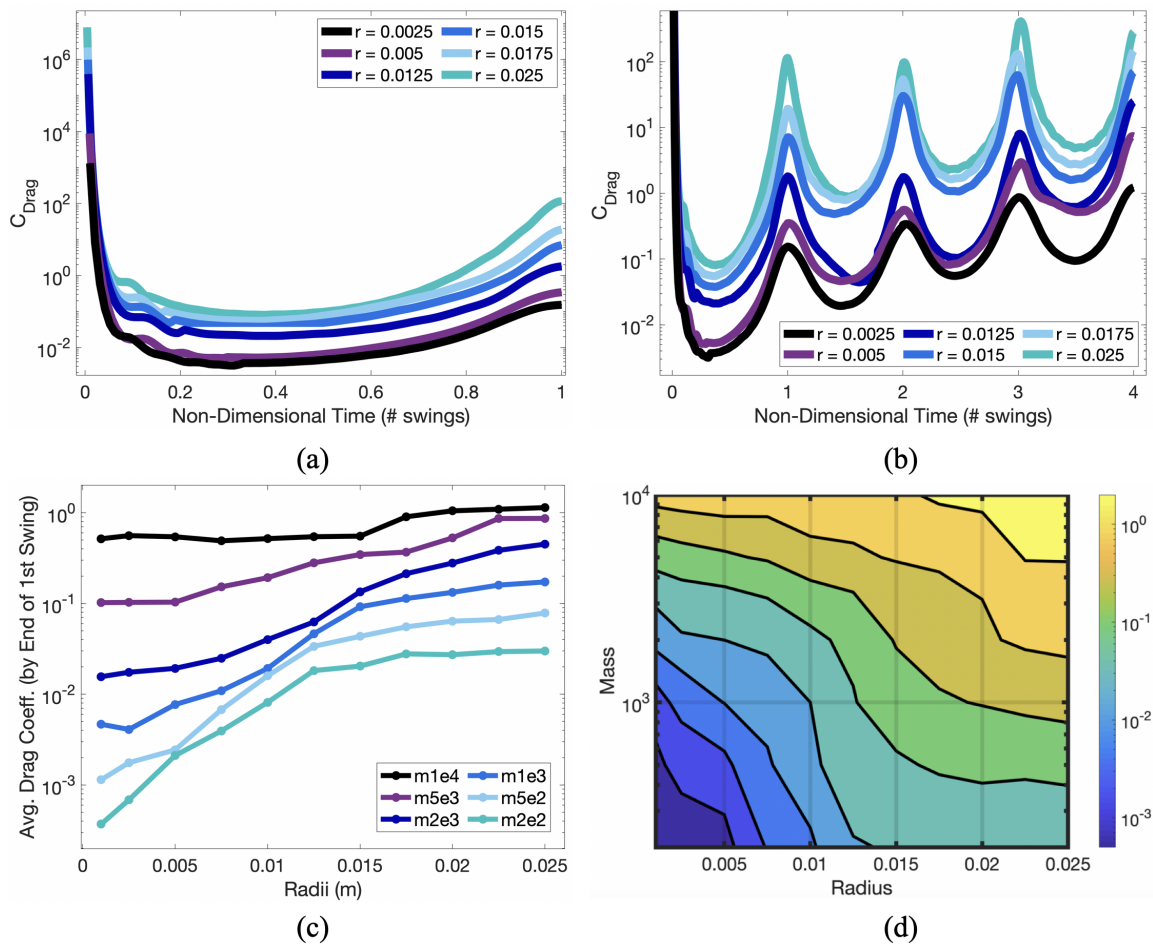 10^6
10^4
10^2
10^0
10^-2
C_Drag
r = 0.0025
r = 0.005
r = 0.0125
r = 0.015
r = 0.0175
r = 0.025
0
0.2
0.4
0.6
0.8
1
Non-Dimensional Time (# swings)
(a)
10^2
10^1
10^0
10^-1
10^-2
C_Drag
r = 0.0025
r = 0.005
r = 0.0125
r = 0.015
r = 0.0175
r = 0.025
0
1
2
3
4
Non-Dimensional Time (# swings)
(b)
Avg. Drag Coeff. (by End of 1st Swing)
10^0
10^-1
10^-2
10^-3
m1e4
m5e3
m2e3
m1e3
m5e2
m2e2
0
0.005
0.01
0.015
0.02
0.025
Radii (m)
(c)
10^4
10^3
Mass
0.005
0.01
0.015
0.02
0.025
Radius
10^0
10^-1
10^-2
10^-3
(d)